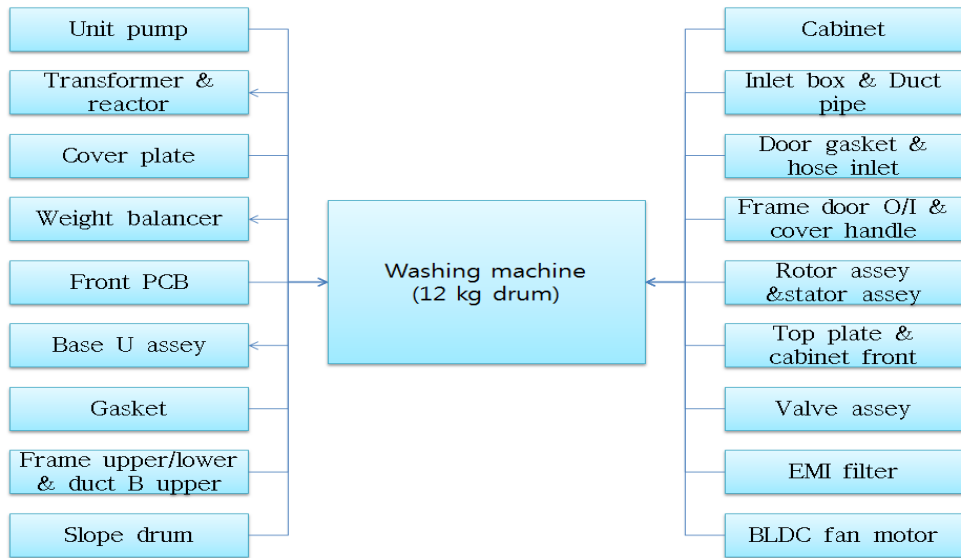 Unit pump
Transformer &
reactor
Cover plate
Weight balancer
Front PCB
Base U assey
Gasket
Frame upper/lower
& duct B upper
Slope drum
Washing machine
(12 kg drum)
Cabinet
Inlet box & Duct
pipe
Door gasket &
hose inlet
Frame door O/I &
cover handle
Rotor assey
&stator assey
Top plate &
cabinet front
Valve assey
EMI filter
BLDC fan motor